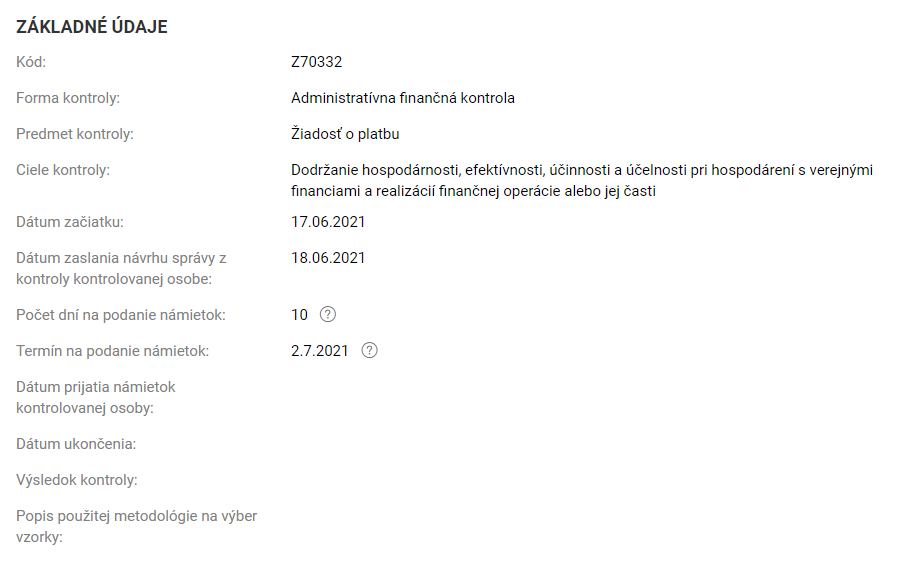 ZÁKLADNÉ ÚDAJE
Kód: Z70332
Forma kontroly: Administratívna finančná kontrola
Predmet kontroly: Žiadosť o platbu
Ciele kontroly: Dodržanie hospodárnosti, efektívnosti, účinnosti a účelnosti pri hospodárení s verejnými
financiami a realizácií finančnej operácie alebo jej časti
Dátum začiatku: 17.06.2021
Dátum zaslania návrhu správy z 18.06.2021
kontroly kontrolovanej osobe:
Počet dní na podanie námietok: 10 ?
Termín na podanie námietok: 2.7.2021 ?
Dátum prijatia námietok
kontrolovanej osoby:
Dátum ukončenia:
Výsledok kontroly:
Popis použitej metodológie na výber
vzorky: